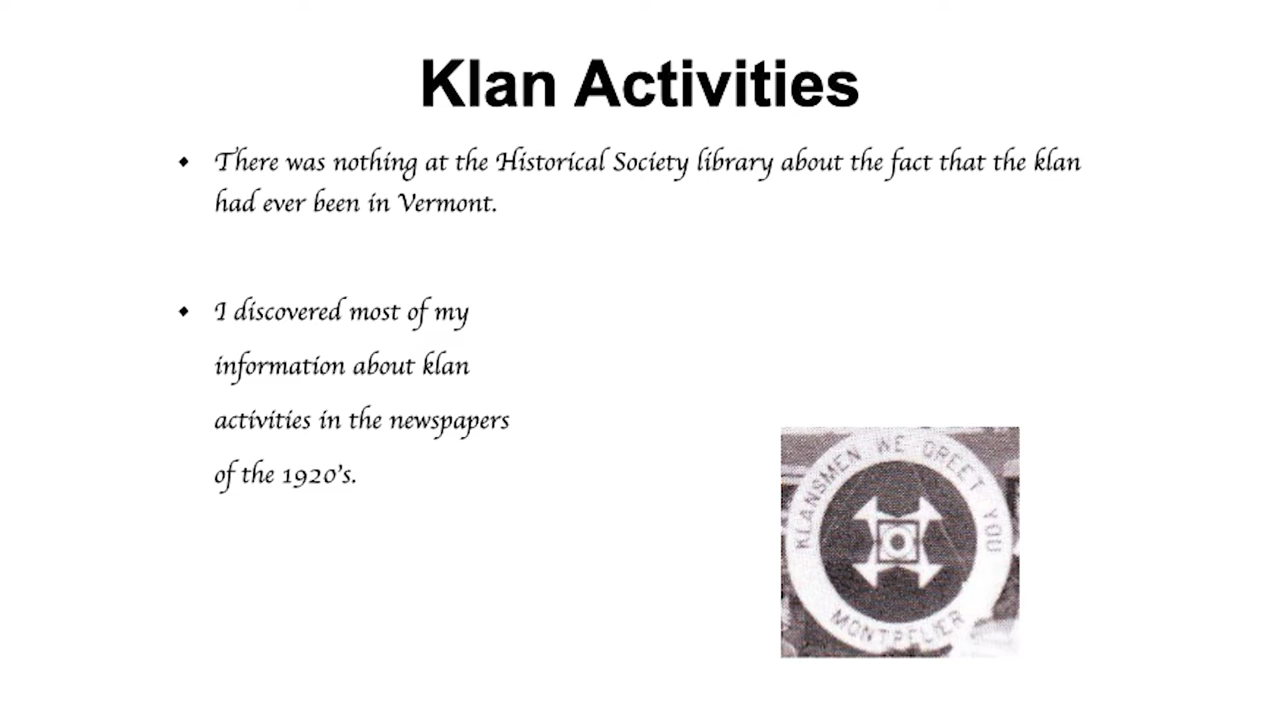 Klan Activities
There was nothing at the Historical Society library about the fact that the klan
had ever been in Vermont.
I discovered most of my
information about klan
activities in the newspapers
of the 1920's.
KLANSMEN WE GREET YOU
MONTPELIER